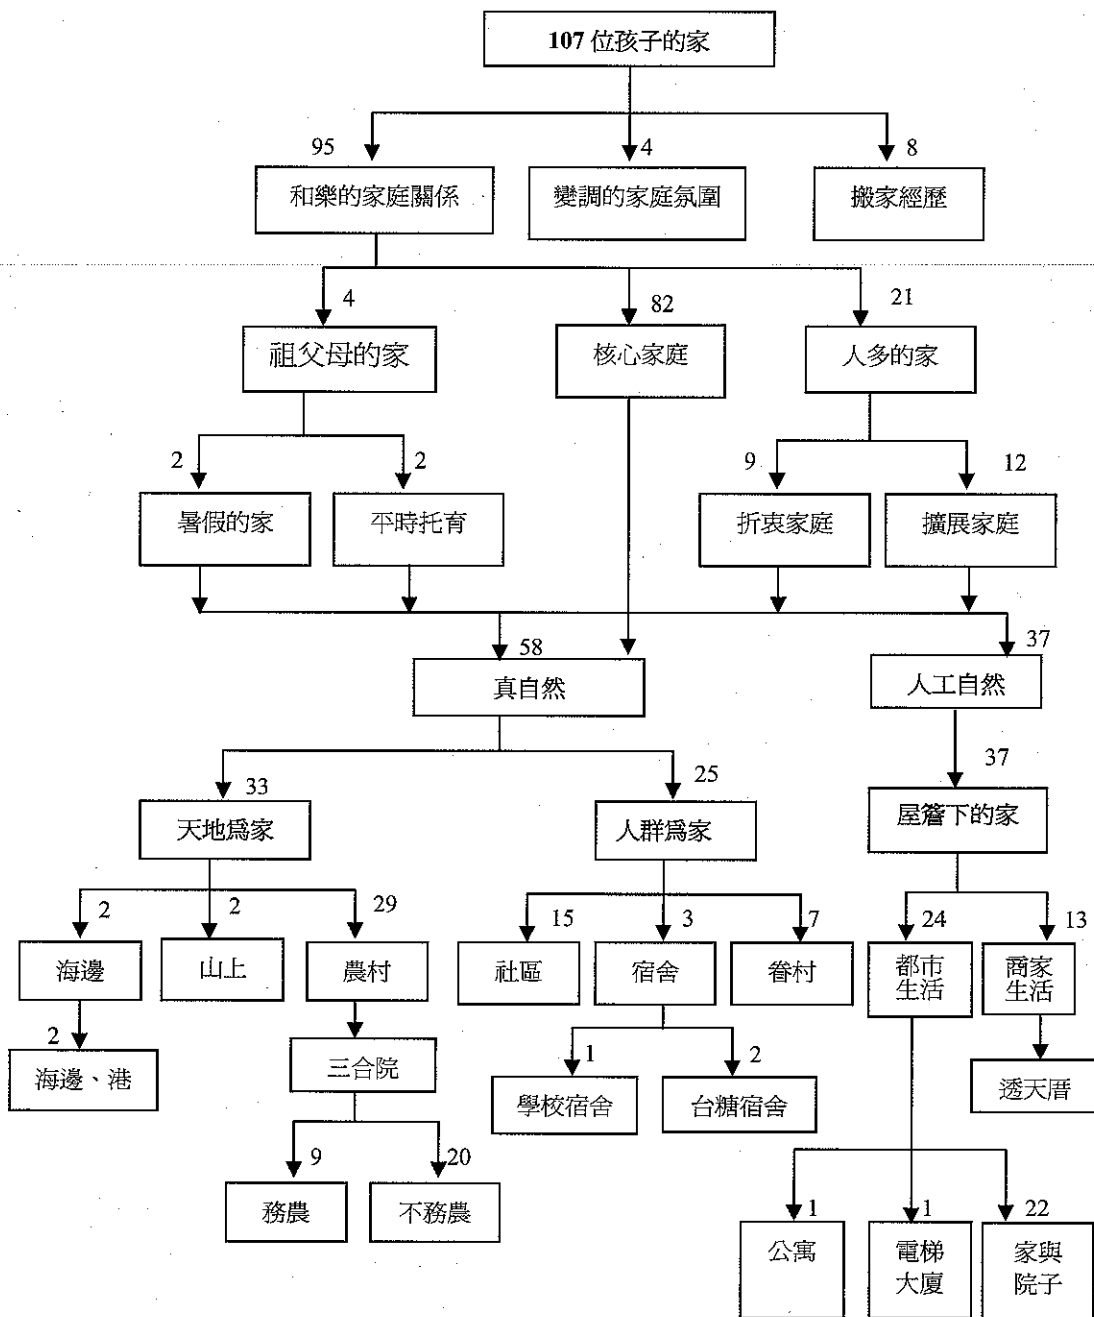 107 位孩子的家
95
4
8
和樂的家庭關係
變調的家庭氛圍
搬家經歷
4
82
21
祖父母的家
核心家庭
人多的家
2
2
9
12
暑假的家
平時托育
折衷家庭
擴展家庭
58
37
真自然
人工自然
33
25
37
天地爲家
人群爲家
屋簷下的家
2
2
29
15
3
7
24
13
海邊
山上
農村
社區
宿舍
眷村
都市
生活
商家
生活
2
1
2
海邊、港
三合院
學校宿舍
台糖宿舍
透天厝
9
20
務農
不務農
1
1
22
公寓
電梯
大廈
家與
院子